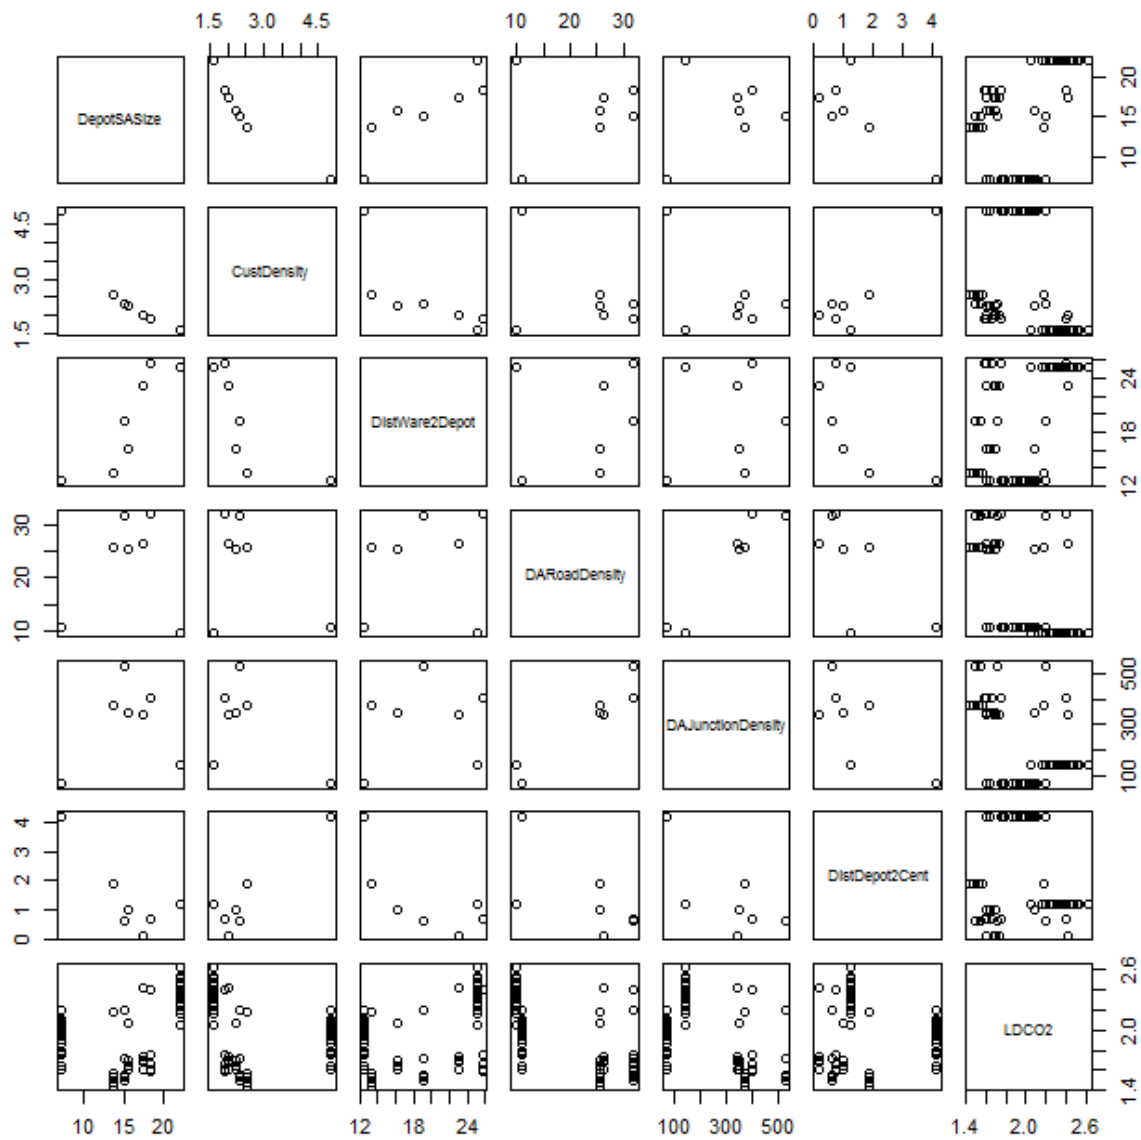 1.5 3.0 4.5 10 20 30 0 1 2 3 4
DepotSASize 10 15 20
1.5 3.0 4.5 CustDensity
DistWare2Depot 12 18 24
10 20 30 DARoadDensity
DAJunctionDensity 100 300 500
0 1 2 3 4 DistDepot2Cent
LDCO2 1.4 2.0 2.6
10 15 20 12 18 24 100 300 500 1.4 2.0 2.6